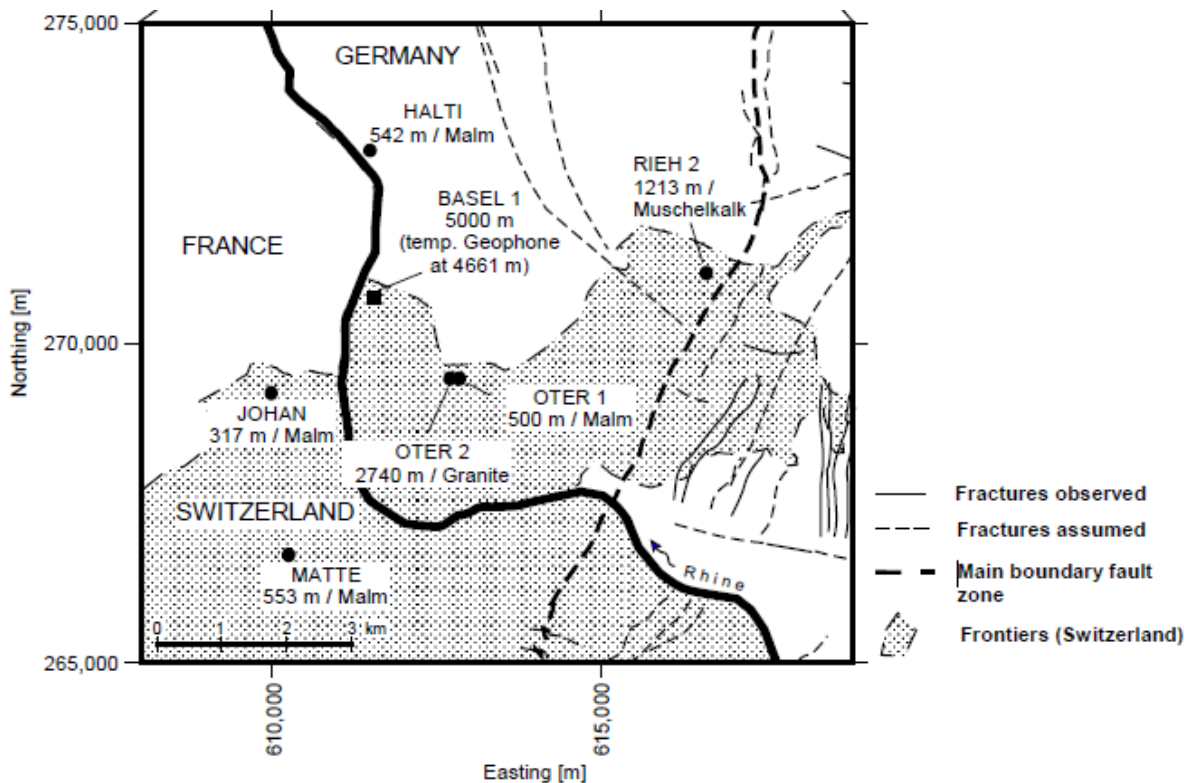 275,000
270,000
265,000
Northing [m]
GERMANY
HALTI
542 m / Malm
RIEH 2
1213 m /
Muschelkalk
BASEL 1
5000 m
(temp. Geophone
at 4661 m)
FRANCE
OTER 1
500 m / Malm
JOHAN
317 m / Malm
OTER 2
2740 m / Granite
SWITZERLAND
MATTE
553 m / Malm
Rhine
0 1 2 3 km
610,000
615,000
Easting [m]
Fractures observed
Fractures assumed
Main boundary fault
zone
Frontiers (Switzerland)